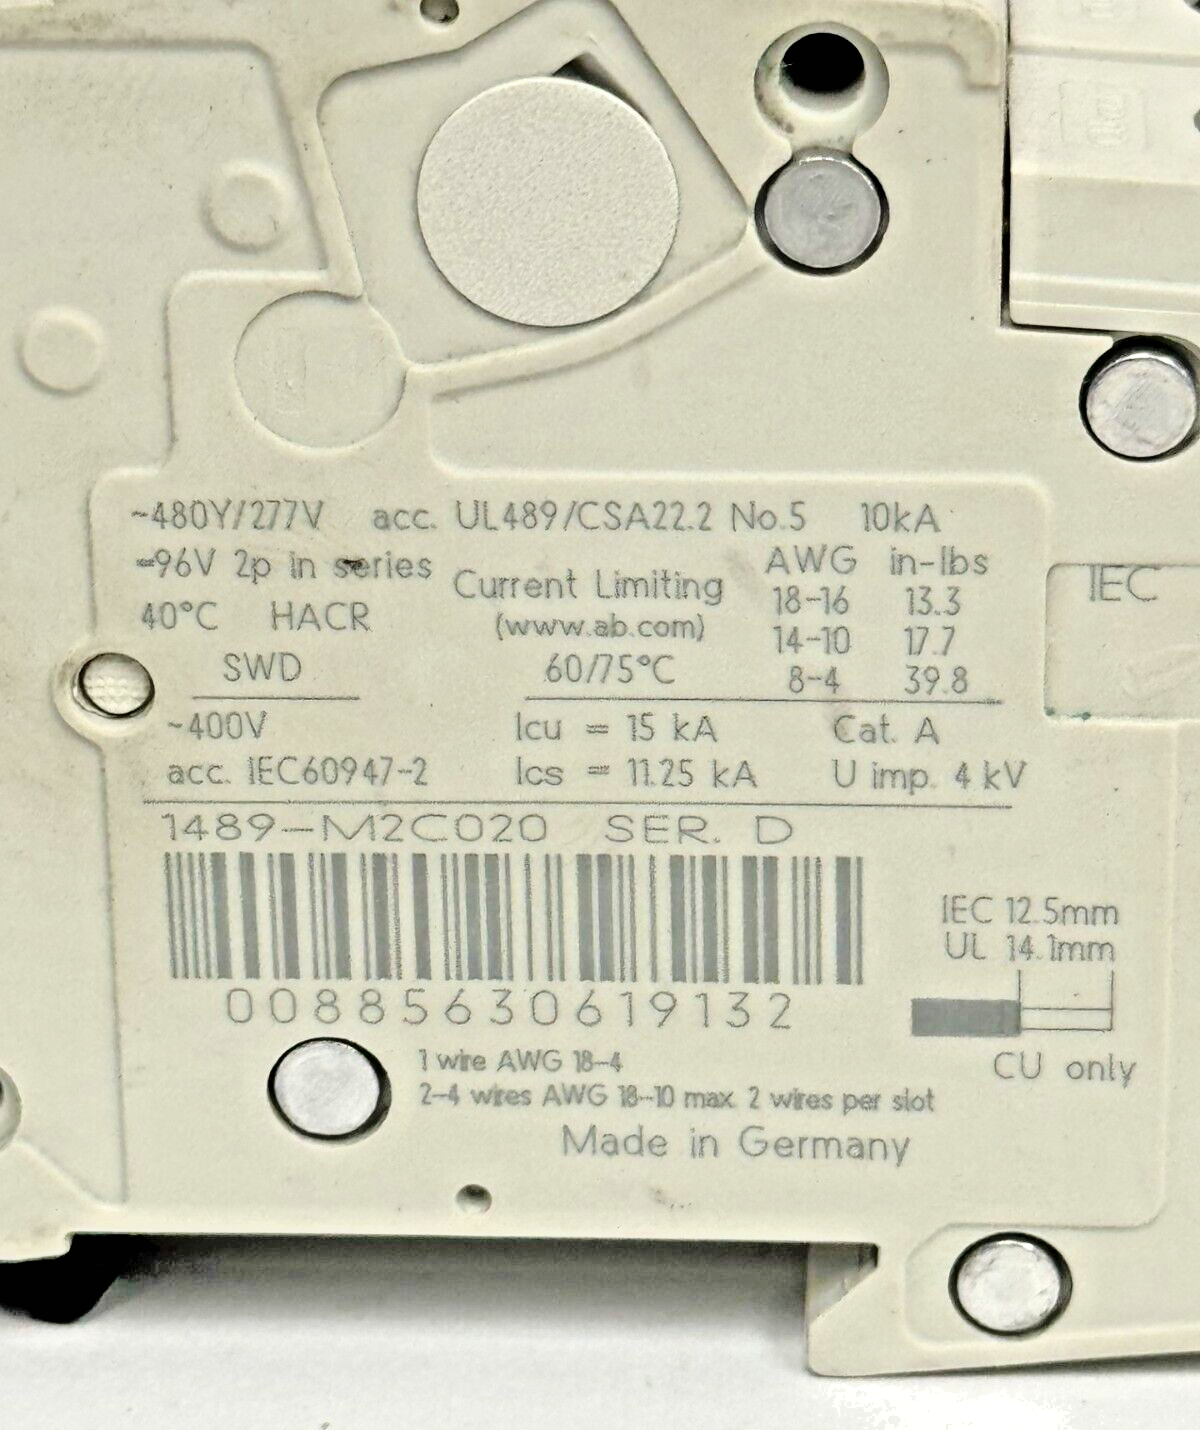 ~480Y/277V acc. UL489/CSA22.2 No.5 10kA
=96V 2p in series
40°C HACR
SWD
Current Limiting
(www.ab.com)
60/75°C
AWG in-lbs
18-16 13.3
14-10 17.7
8-4 39.8
IEC
~400V Icu = 15 kA Cat. A
acc. IEC60947-2 Ics = 11.25 kA U imp. 4 kV
1489-M2C020 SER. D
00885630619132
IEC 12.5mm
UL 14.1mm
CU only
1 wire AWG 18-4
2-4 wires AWG 18-10 max. 2 wires per slot
Made in Germany